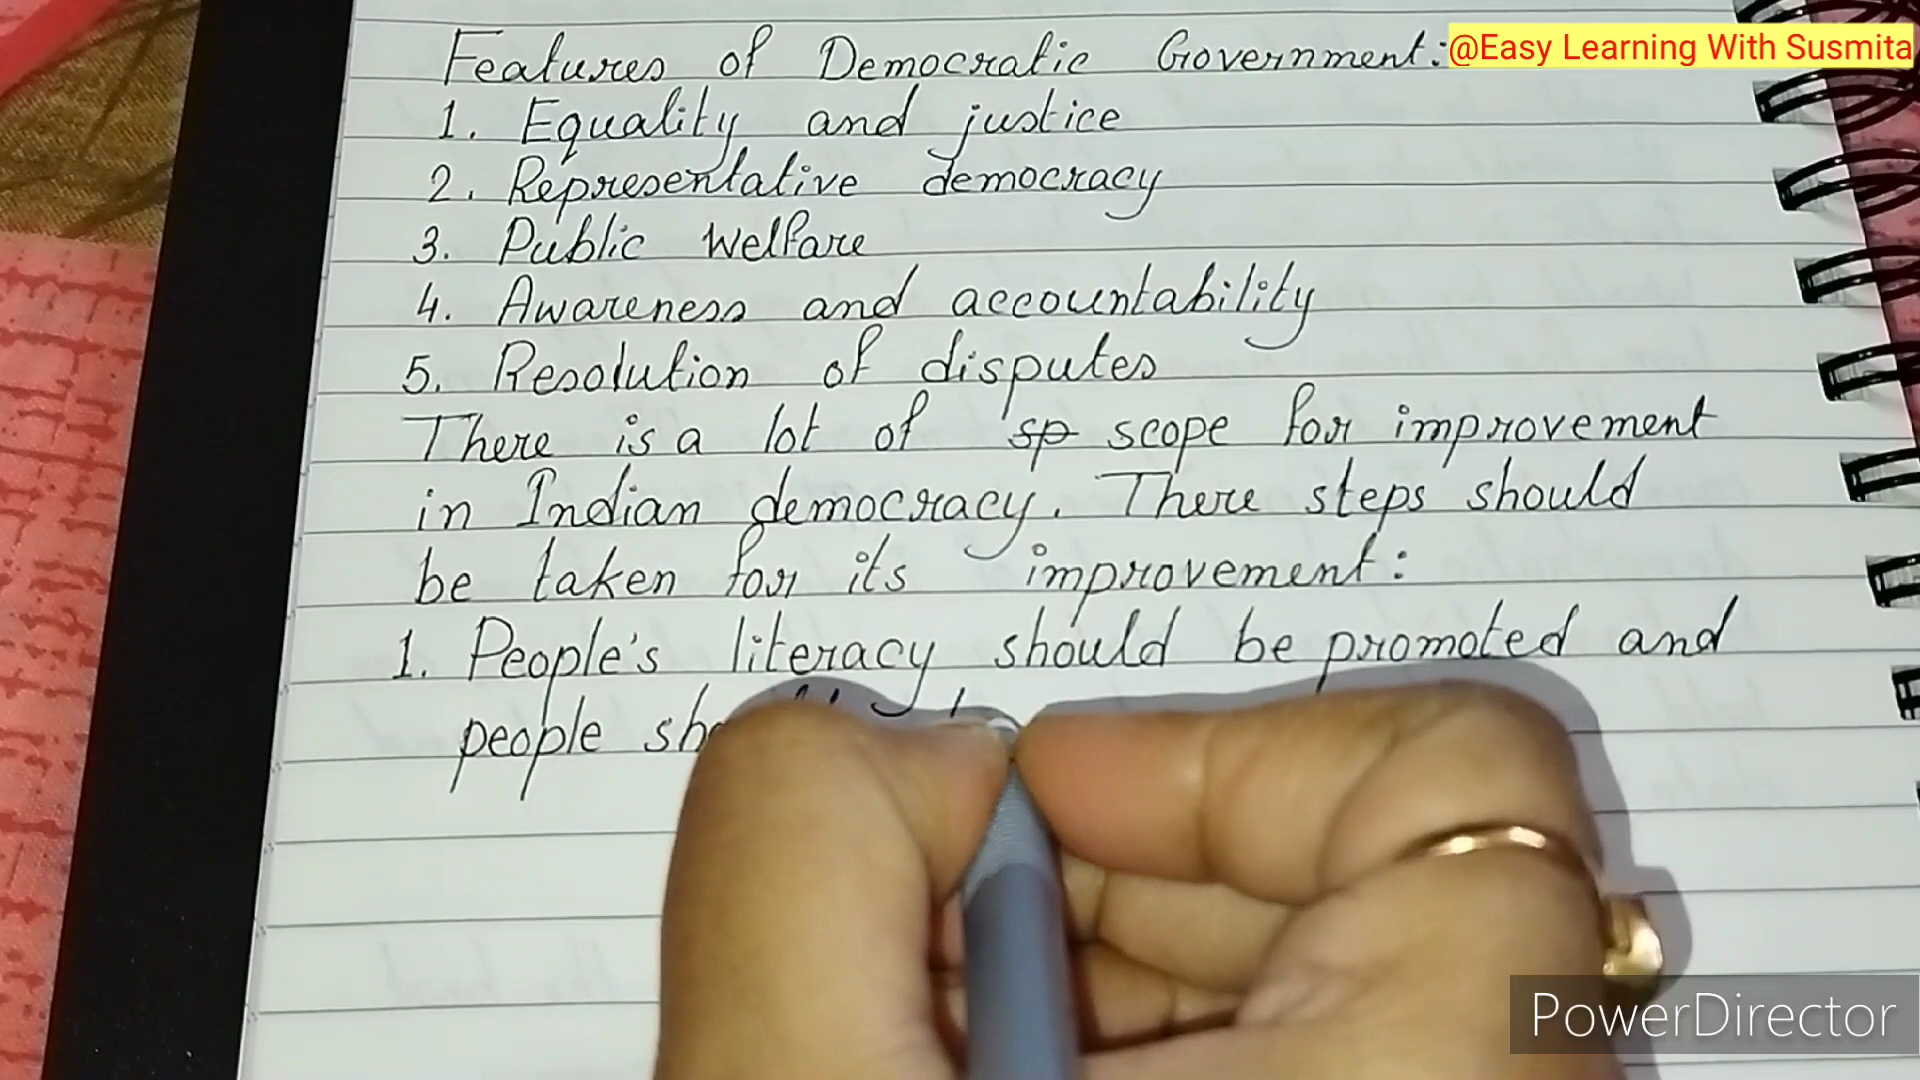 Features of Democratic Government:
@Easy Learning With Susmita
1. Equality and justice
2. Representative democracy
3. Public Welfare
4. Awareness and accountability
5. Resolution of disputes
There is a lot of sp scope for improvement
in Indian democracy. There steps should
be taken for its improvement:
1. People's literacy should be promoted and
people
PowerDirector